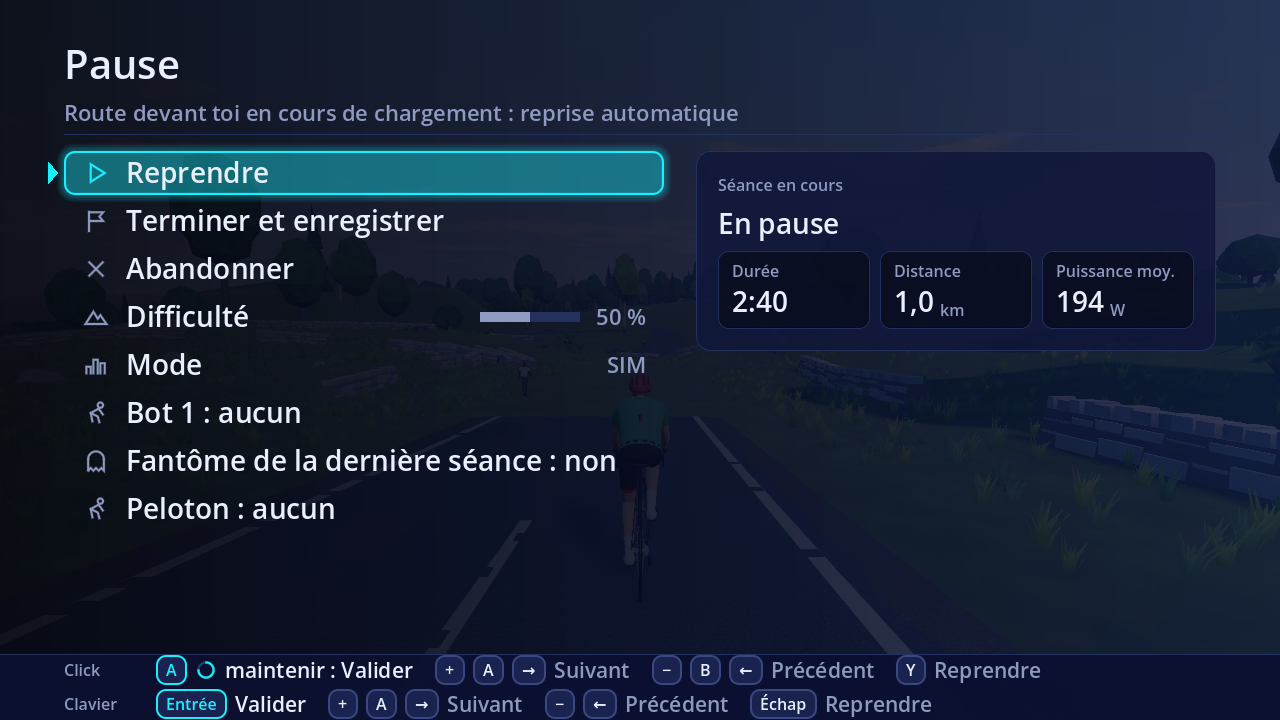 Pause
Route devant toi en cours de chargement : reprise automatique
Reprendre
Terminer et enregistrer
Abandonner
Difficulté 50 %
Mode SIM
Bot 1 : aucun
Fantôme de la dernière séance : non
Peloton : aucun
Séance en cours
En pause
Durée Distance Puissance moy.
2:40 1,0 km 194 W
Click A maintenir : Valider + A → Suivant − B ← Précédent Y Reprendre
Clavier Entrée Valider + A → Suivant − ← Précédent Échap Reprendre